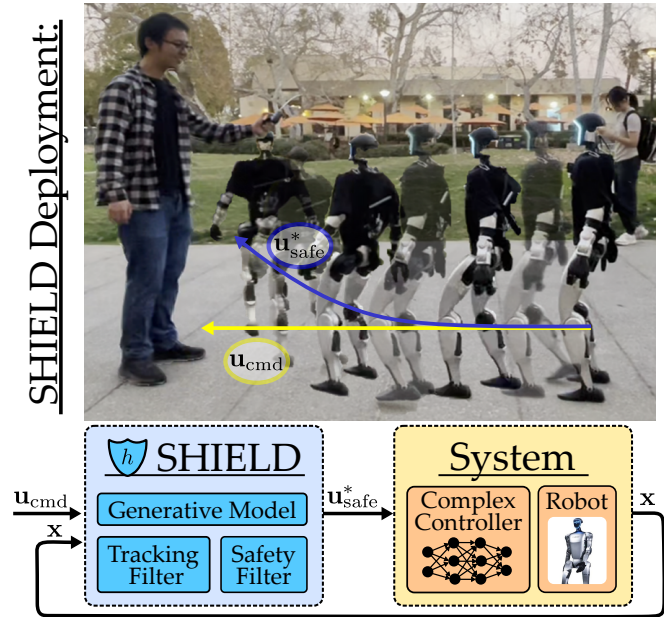 SHIELD Deployment:
u*safe
ucmd
h SHIELD
System
ucmd
x
Generative Model
Tracking
Filter
Safety
Filter
u*safe
Complex
Controller
Robot
x